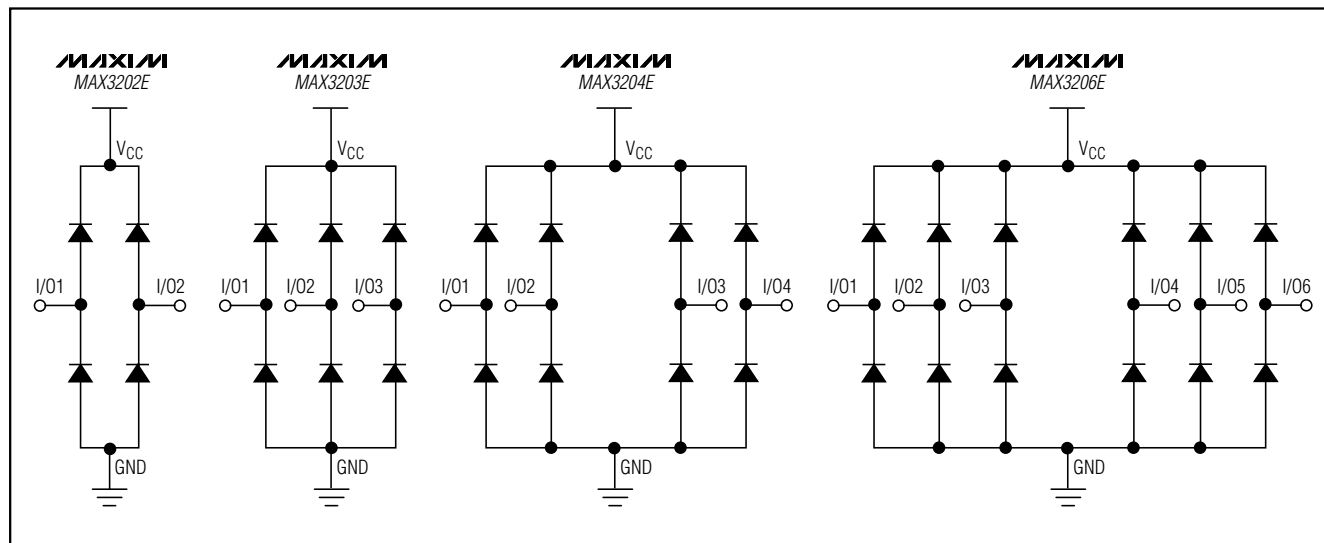 MAXIM MAXIM MAXIM MAXIM
MAX3202E MAX3203E MAX3204E MAX3206E
VCC VCC VCC VCC
I/O1 I/O2 I/O1 I/O2 I/O3 I/O1 I/O2 I/O3 I/O4 I/O1 I/O2 I/O3 I/O4 I/O5 I/O6
GND GND GND GND